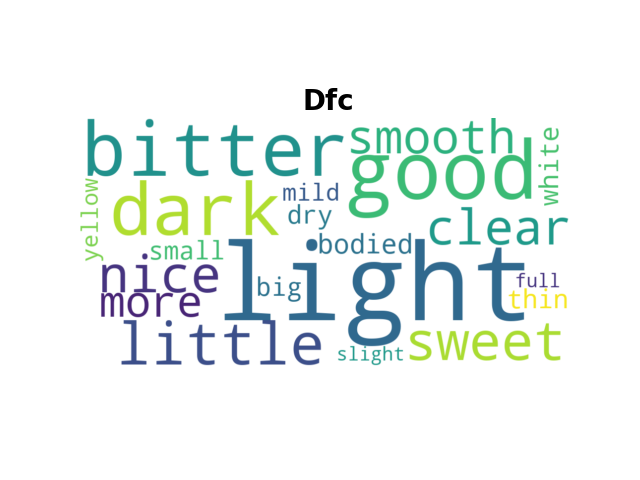 Dfc
bitter
smooth
good
white
yellow
dark
mild
dry
clear
small
bodied
nice
light
big
full
more
thin
little
slight
sweet